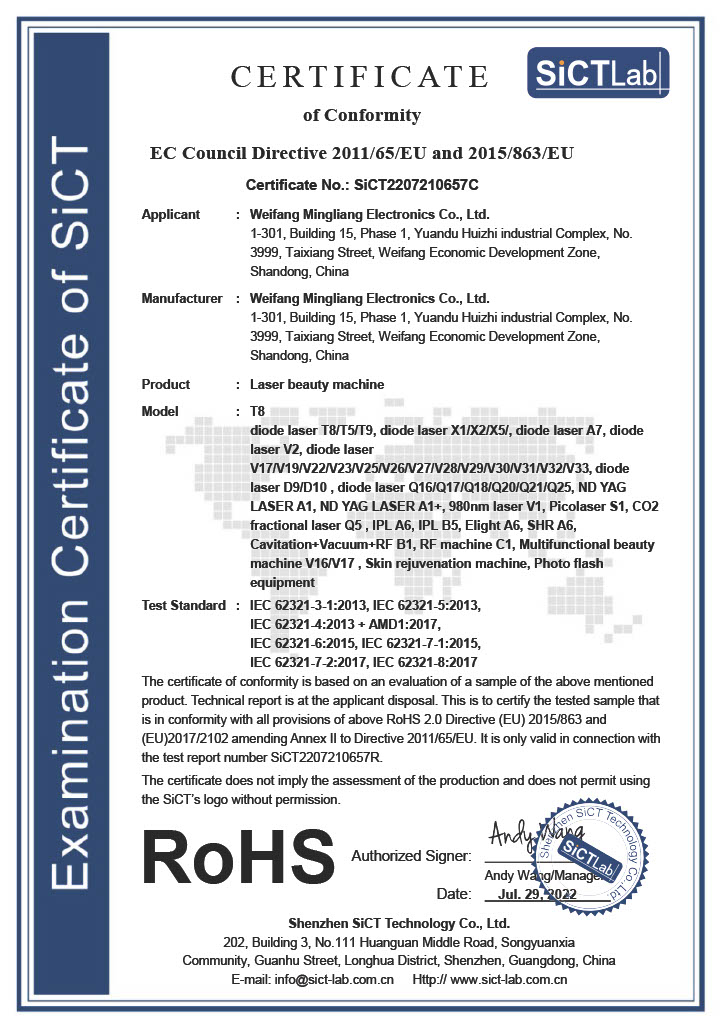 Examination Certificate of SiCT
CERTIFICATE
SiCTLab
of Conformity
EC Council Directive 2011/65/EU and 2015/863/EU
Certificate No.: SiCT2207210657C
Applicant : Weifang Mingliang Electronics Co., Ltd.
1-301, Building 15, Phase 1, Yuandu Huizhi industrial Complex, No.
3999, Taixiang Street, Weifang Economic Development Zone,
Shandong, China
Manufacturer : Weifang Mingliang Electronics Co., Ltd.
1-301, Building 15, Phase 1, Yuandu Huizhi industrial Complex, No.
3999, Taixiang Street, Weifang Economic Development Zone,
Shandong, China
Product : Laser beauty machine
Model : T8
diode laser T8/T5/T9, diode laser X1/X2/X5/, diode laser A7, diode
laser V2, diode laser
V17/V19/V22/V23/V25/V26/V27/V28/V29/V30/V31/V32/V33, diode
laser D9/D10 , diode laser Q16/Q17/Q18/Q20/Q21/Q25, ND YAG
LASER A1, ND YAG LASER A1+, 980nm laser V1, Picolaser S1, CO2
fractional laser Q5 , IPL A6, IPL B5, Elight A6, SHR A6,
Cavitation+Vacuum+RF B1, RF machine C1, Multifunctional beauty
machine V16/V17 , Skin rejuvenation machine, Photo flash
equipment
Test Standard : IEC 62321-3-1:2013, IEC 62321-5:2013,
IEC 62321-4:2013 + AMD1:2017,
IEC 62321-6:2015, IEC 62321-7-1:2015,
IEC 62321-7-2:2017, IEC 62321-8:2017
The certificate of conformity is based on an evaluation of a sample of the above mentioned
product. Technical report is at the applicant disposal. This is to certify the tested sample that
is in conformity with all provisions of above RoHS 2.0 Directive (EU) 2015/863 and
(EU)2017/2102 amending Annex II to Directive 2011/65/EU. It is only valid in connection with
the test report number SiCT2207210657R.
The certificate does not imply the assessment of the production and does not permit using
the SiCT's logo without permission.
RoHS
Andy Wang
Authorized Signer:
Andy Wang/Manager
Date: Jul. 29, 2022
Shenzhen SiCT Technology Co., Ltd.
SiCTLab
Shenzhen SiCT Technology Co., Ltd.
202, Building 3, No.111 Huanguan Middle Road, Songyuanxia
Community, Guanhu Street, Longhua District, Shenzhen, Guangdong, China
E-mail: info@sict-lab.com.cn Http:// www.sict-lab.com.cn